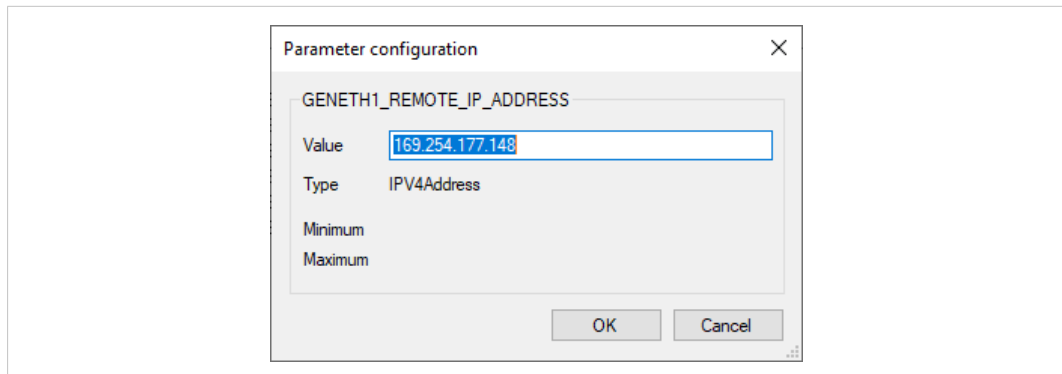 Parameter configuration
GENETH1_REMOTE_IP_ADDRESS
Value 169.254.177.148
Type IPV4Address
Minimum
Maximum
OK Cancel